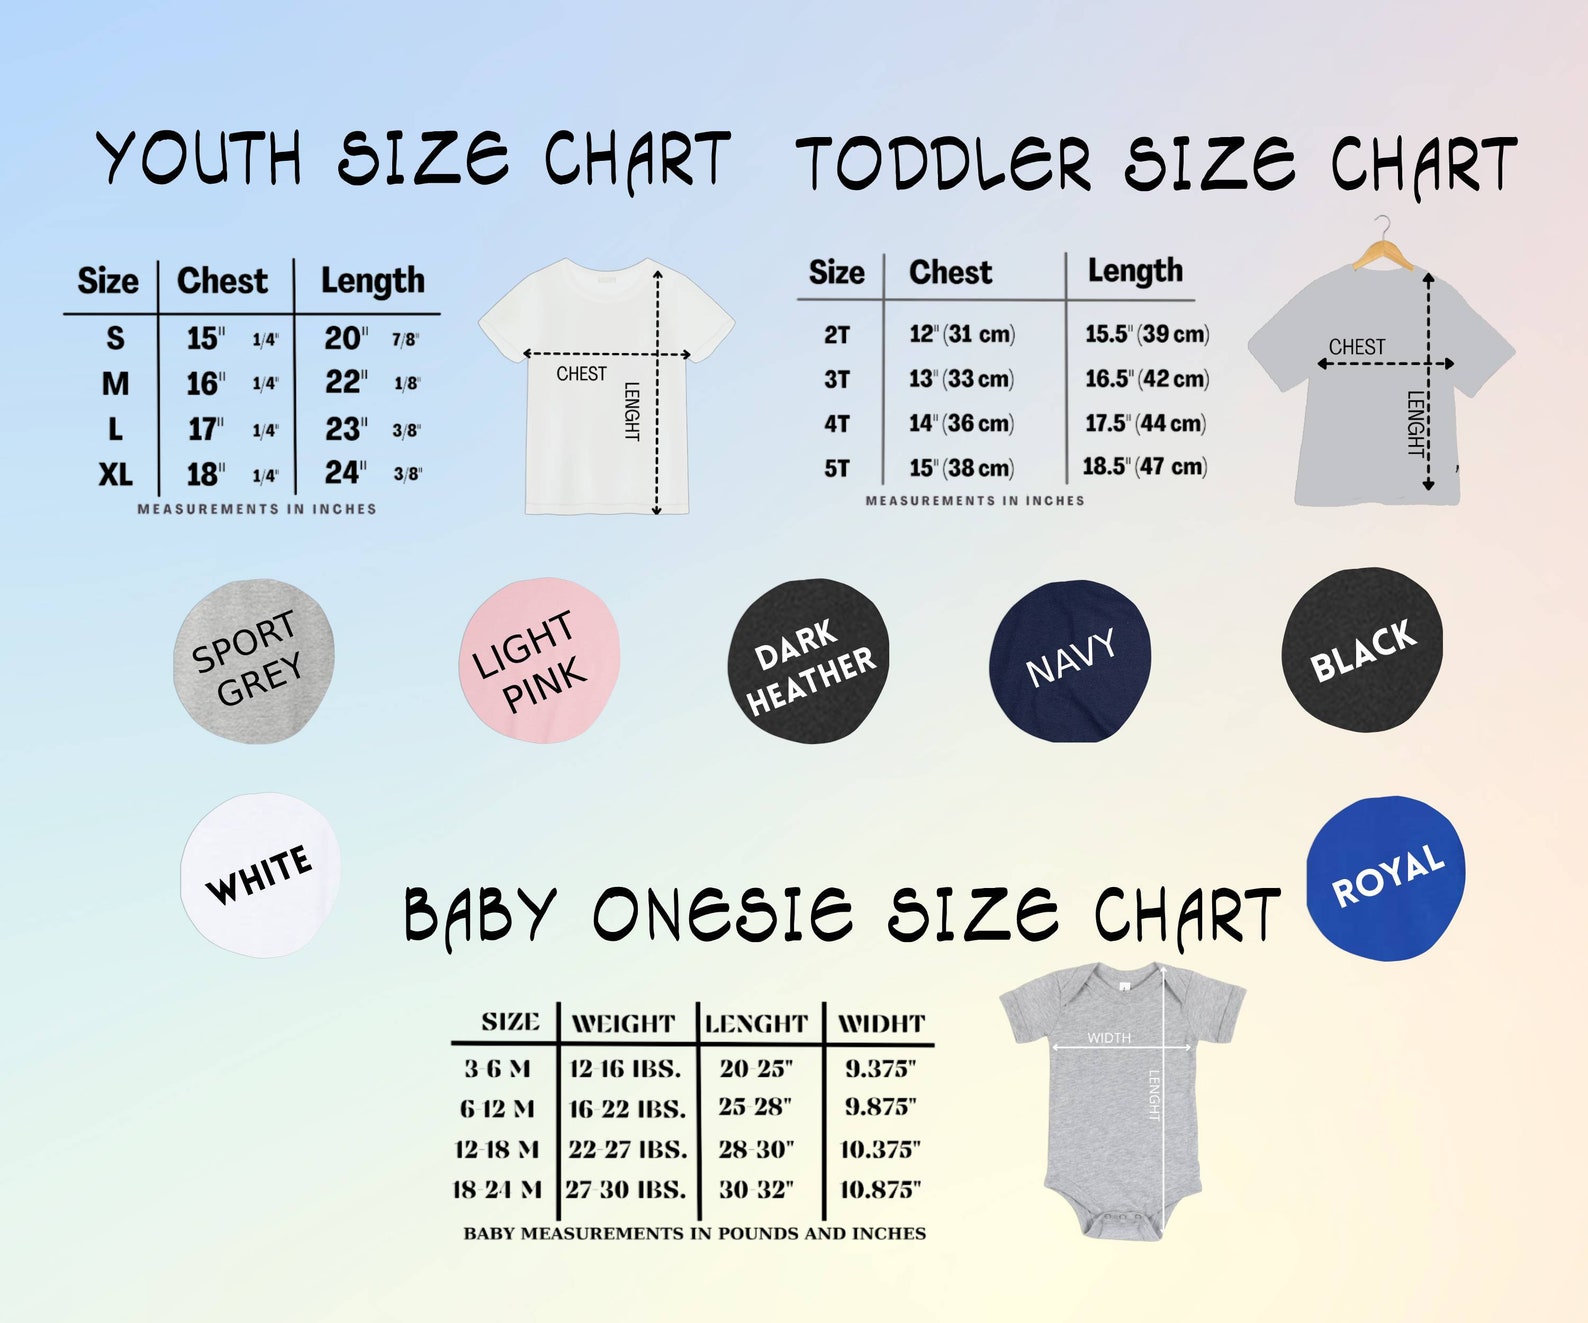 YOUTH SIZE CHART
Size Chest Length
S 15" 1/4" 20" 7/8"
M 16" 1/4" 22" 1/8"
L 17" 1/4" 23" 3/8"
XL 18" 1/4" 24" 3/8"
MEASUREMENTS IN INCHES
CHEST
LENGHT
TODDLER SIZE CHART
Size Chest Length
2T 12" (31 cm) 15.5" (39 cm)
3T 13" (33 cm) 16.5" (42 cm)
4T 14" (36 cm) 17.5" (44 cm)
5T 15" (38 cm) 18.5" (47 cm)
MEASUREMENTS IN INCHES
CHEST
LENGHT
SPORT
GREY
LIGHT
PINK
DARK
HEATHER
NAVY
BLACK
WHITE
ROYAL
BABY ONESIE SIZE CHART
SIZE WEIGHT LENGHT WIDHT
3-6 M 12-16 lBS. 20-25" 9.375"
6-12 M 16-22 lBS. 25-28" 9.875"
12-18 M 22-27 lBS. 28-30" 10.375"
18-24 M 27-30 lBS. 30-32" 10.875"
BABY MEASUREMENTS IN POUNDS AND INCHES
WIDTH
LENGHT